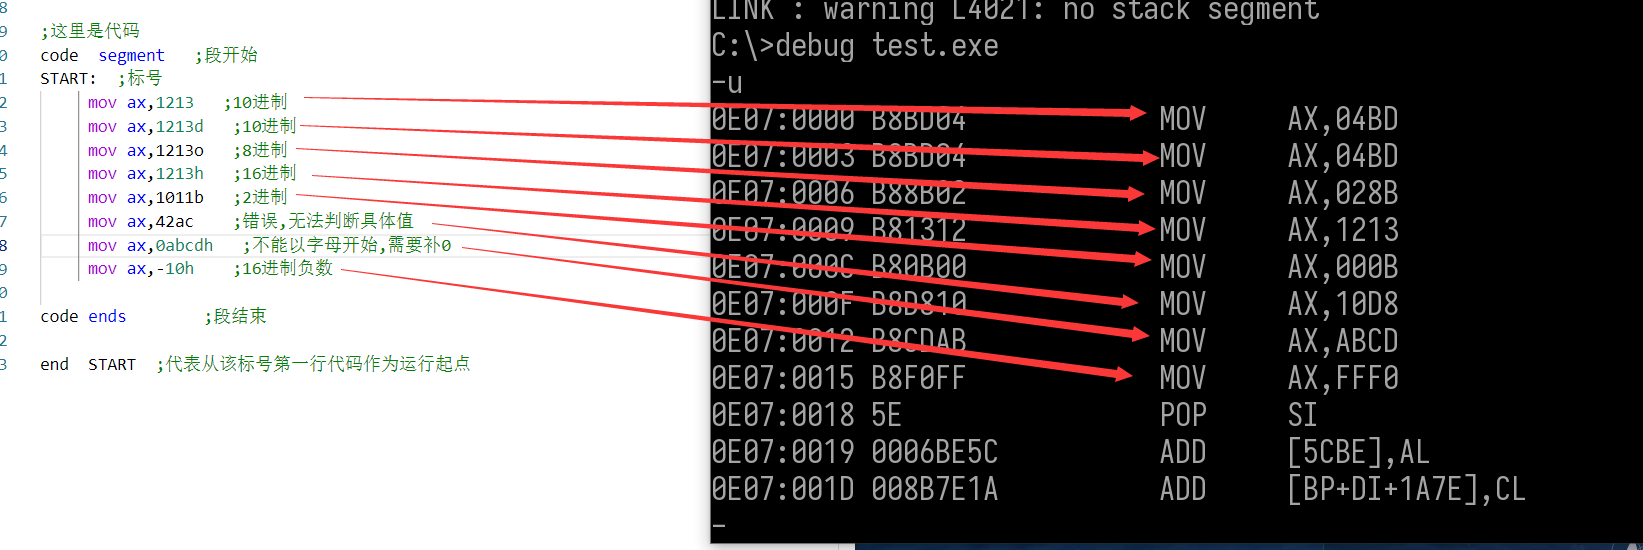 8
9 ;这里是代码
0 code segment ;段开始
1 START: ;标号
2 mov ax,1213 ;10进制
3 mov ax,1213d ;10进制
4 mov ax,1213o ;8进制
5 mov ax,1213h ;16进制
6 mov ax,1011b ;2进制
7 mov ax,42ac ;错误,无法判断具体值
8 mov ax,0abcdh ;不能以字母开始,需要补0
9 mov ax,-10h ;16进制负数
0
1 code ends ;段结束
2
3 end START ;代表从该标号第一行代码作为运行起点
LINK : warning L4021: no stack segment
C:\>debug test.exe
-u
0E07:0000 B8BD04 MOV AX,04BD
0E07:0003 B8BD04 MOV AX,04BD
0E07:0006 B88B02 MOV AX,028B
0E07:0009 B81312 MOV AX,1213
0E07:000C B80B00 MOV AX,000B
0E07:000F B8D810 MOV AX,10D8
0E07:0012 B8CDAB MOV AX,ABCD
0E07:0015 B8F0FF MOV AX,FFF0
0E07:0018 5E POP SI
0E07:0019 0006BE5C ADD [5CBE],AL
0E07:001D 008B7E1A ADD [BP+DI+1A7E],CL
-